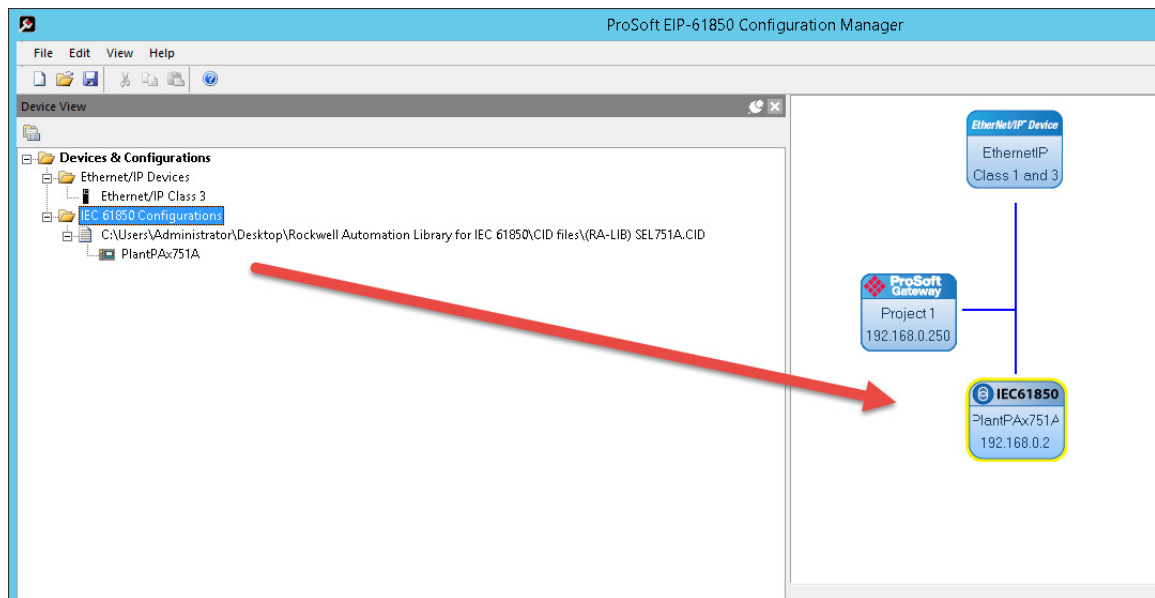 ProSoft EIP-61850 Configuration Manager
File Edit View Help
Device View
Devices & Configurations
Ethernet/IP Devices
Ethernet/IP Class 3
IEC 61850 Configurations
C:\Users\Administrator\Desktop\Rockwell Automation Library for IEC 61850\CID files\(RA-LIB) SEL751A.CID
PlantPAx751A
EtherNet/IP™ Device
EthernetIP
Class 1 and 3
ProSoft
Gateway
Project 1
192.168.0.250
IEC61850
PlantPAx751A
192.168.0.2